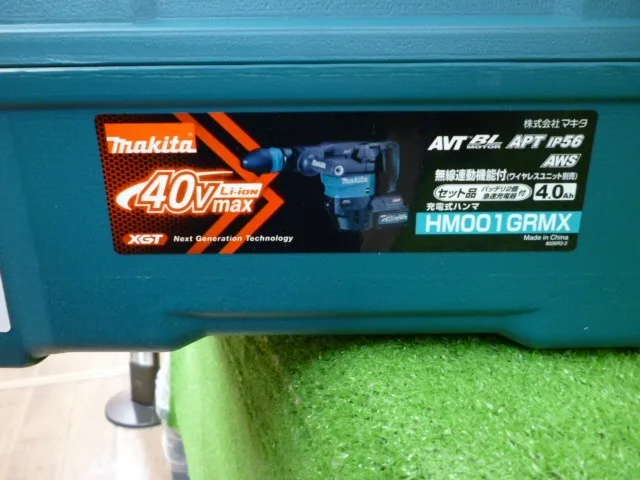 makita
40Vmax Li-ION
XGT Next Generation Technology
makita
株式会社 マキタ
AVT BL MOTOR APT IP56
AWS
無線連動機能付(ワイヤレスユニット別売)
セット品 バッテリ2個 急速充電器 付 4.0Ah
充電式ハンマ
HM001GRMX
Made in China